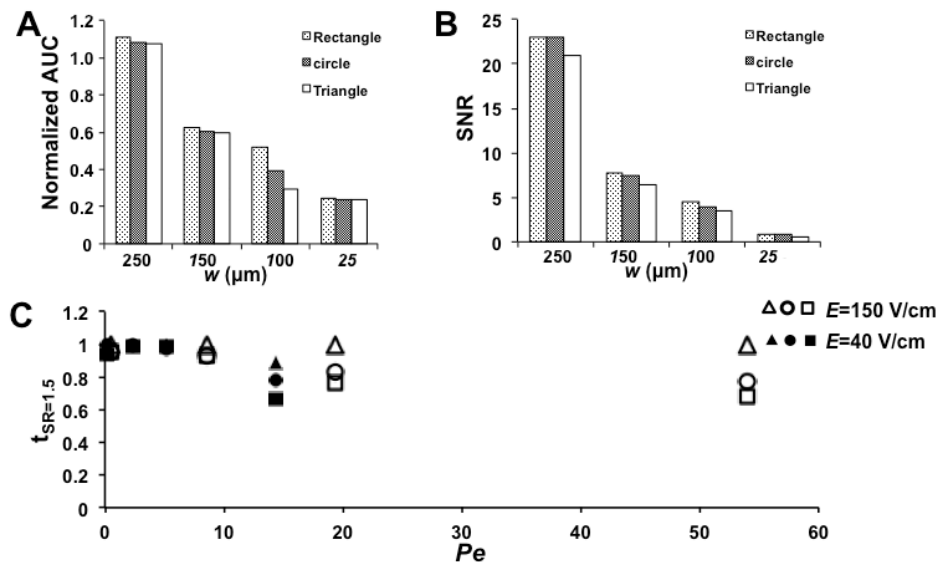 A
Normalized AUC
1.2
1
0.8
0.6
0.4
0.2
0
Rectangle
circle
Triangle
250
150
100
25
w (µm)
B
SNR
25
20
15
10
5
0
Rectangle
circle
Triangle
250
150
100
25
w (µm)
C
tSR=1.5
1.2
1
0.8
0.6
0.4
0.2
0
0
10
20
30
40
50
60
Pe
E=150 V/cm
E=40 V/cm